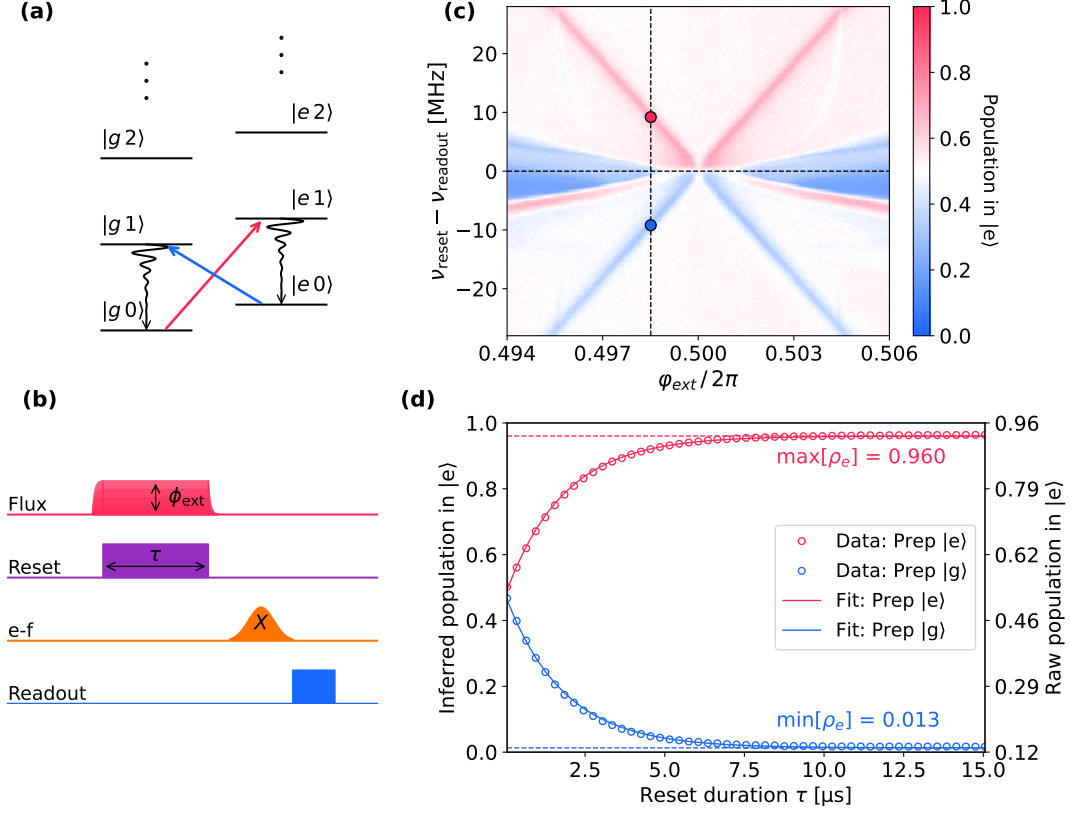 (a)
|e 2⟩
|g 2⟩
|e 1⟩
|g 1⟩
|e 0⟩
|g 0⟩
(b)
Flux
ϕext
Reset
τ
e-f
X
Readout
(c)
νreset − νreadout [MHz]
20
10
0
−10
−20
0.494
0.497
0.500
0.503
0.506
φext / 2π
1.0
0.8
0.6
0.4
0.2
0.0
Population in |e⟩
(d)
Inferred population in |e⟩
1.0
0.8
0.6
0.4
0.2
0.0
max[ρe] = 0.960
Data: Prep |e⟩
Data: Prep |g⟩
Fit: Prep |e⟩
Fit: Prep |g⟩
min[ρe] = 0.013
0.96
0.79
0.62
0.46
0.29
0.12
Raw population in |e⟩
2.5
5.0
7.5
10.0
12.5
15.0
Reset duration τ [μs]